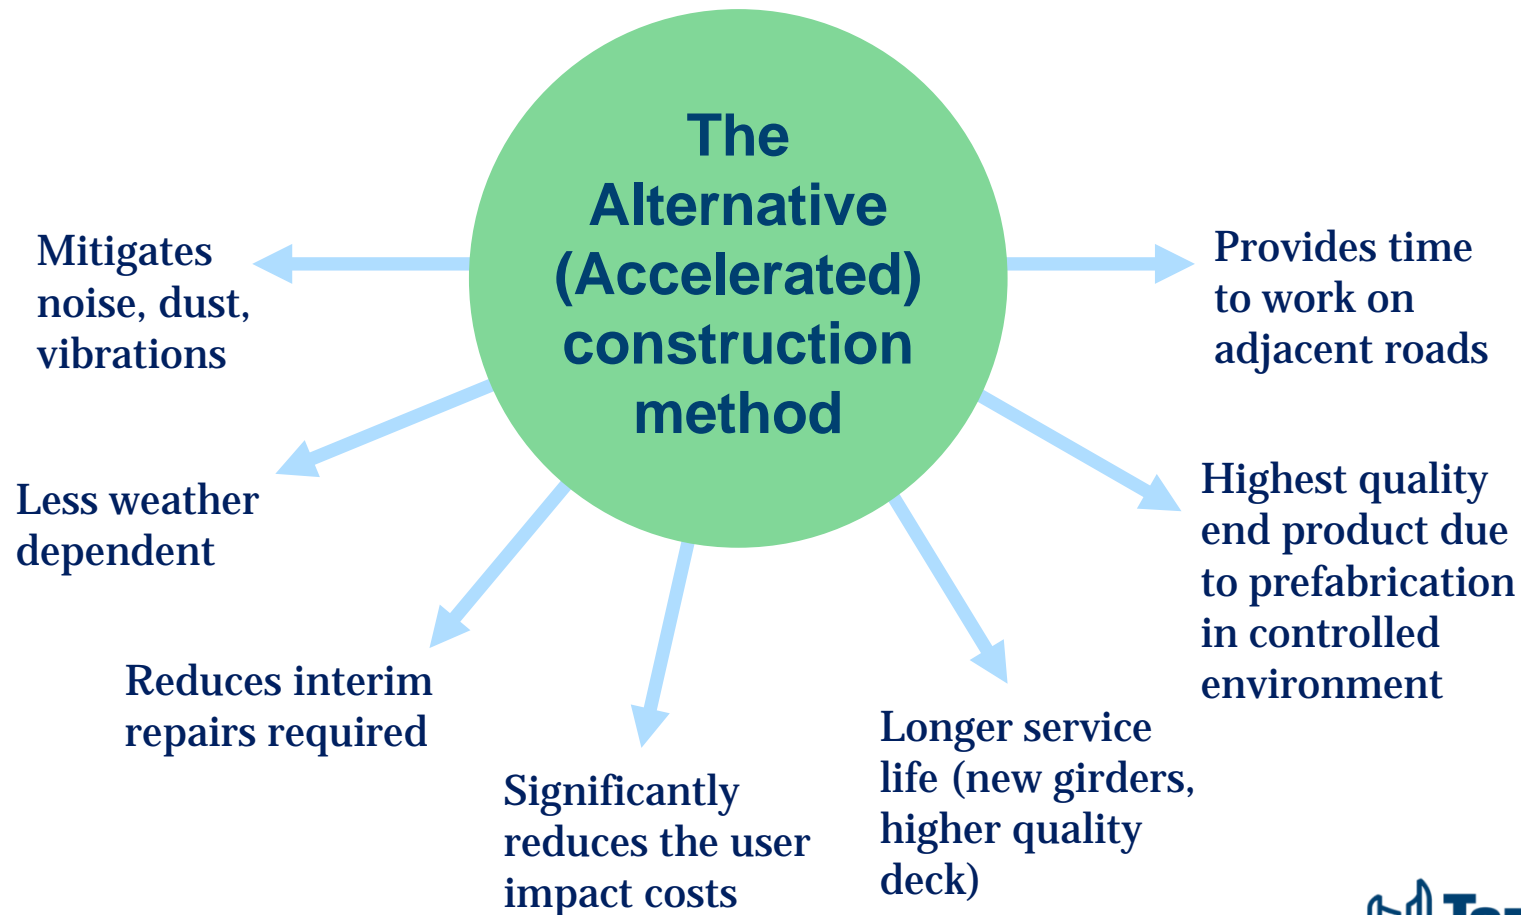 The
Alternative
(Accelerated)
construction
method
Mitigates
noise, dust,
vibrations
Less weather
dependent
Reduces interim
repairs required
Significantly
reduces the user
impact costs
Longer service
life (new girders,
higher quality
deck)
Highest quality
end product due
to prefabrication
in controlled
environment
Provides time
to work on
adjacent roads